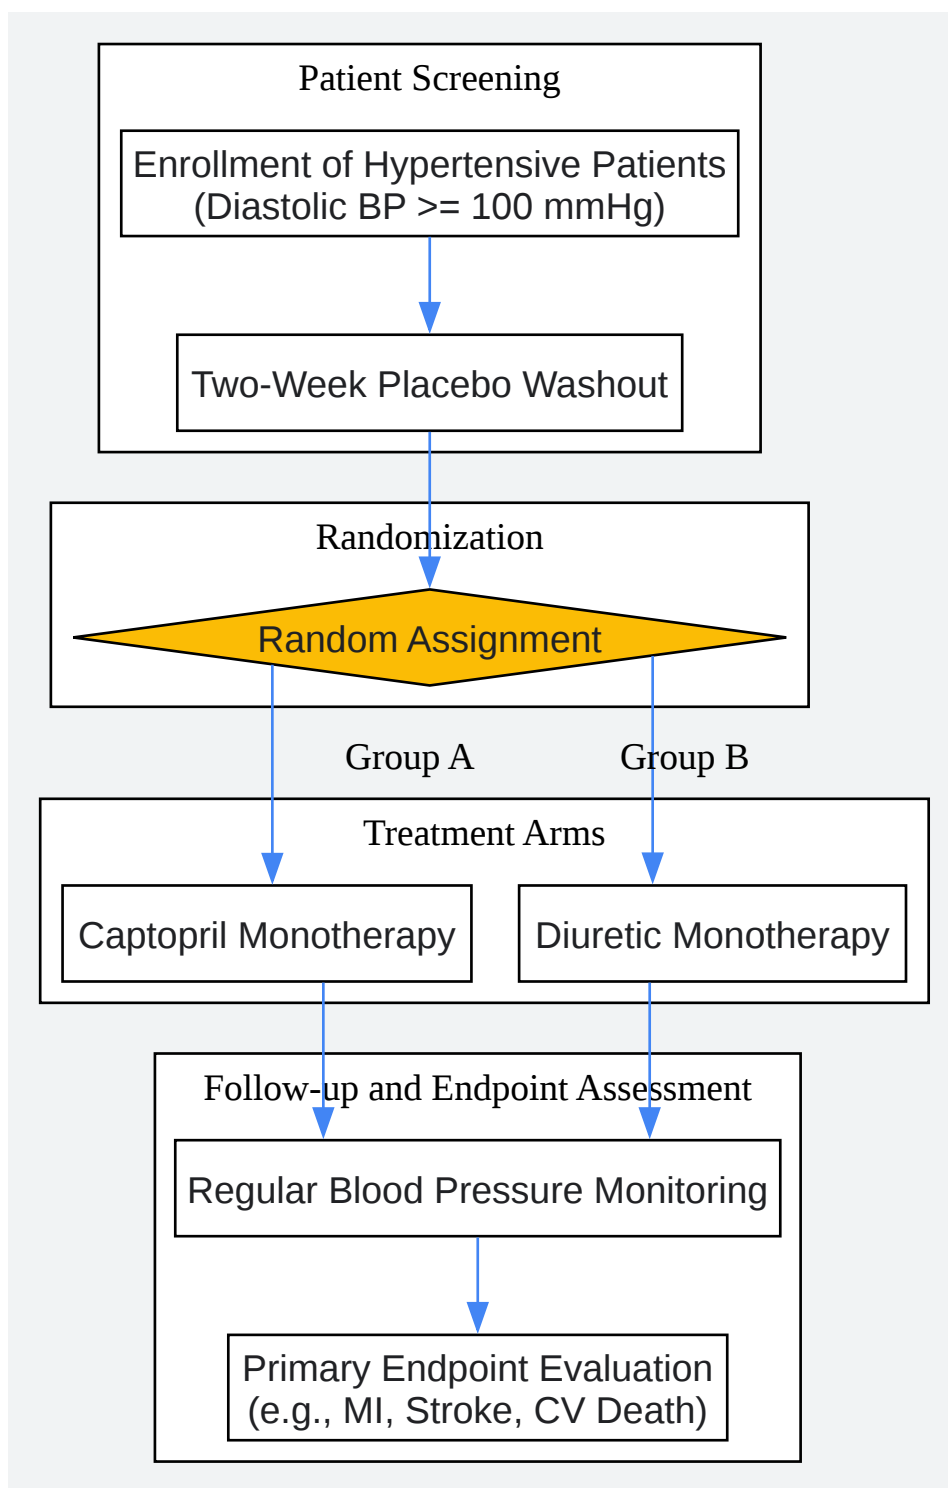 Patient Screening
Enrollment of Hypertensive Patients
(Diastolic BP >= 100 mmHg)
Two-Week Placebo Washout
Randomization
Random Assignment
Group A
Group B
Treatment Arms
Captopril Monotherapy
Diuretic Monotherapy
Follow-up and Endpoint Assessment
Regular Blood Pressure Monitoring
Primary Endpoint Evaluation
(e.g., MI, Stroke, CV Death)